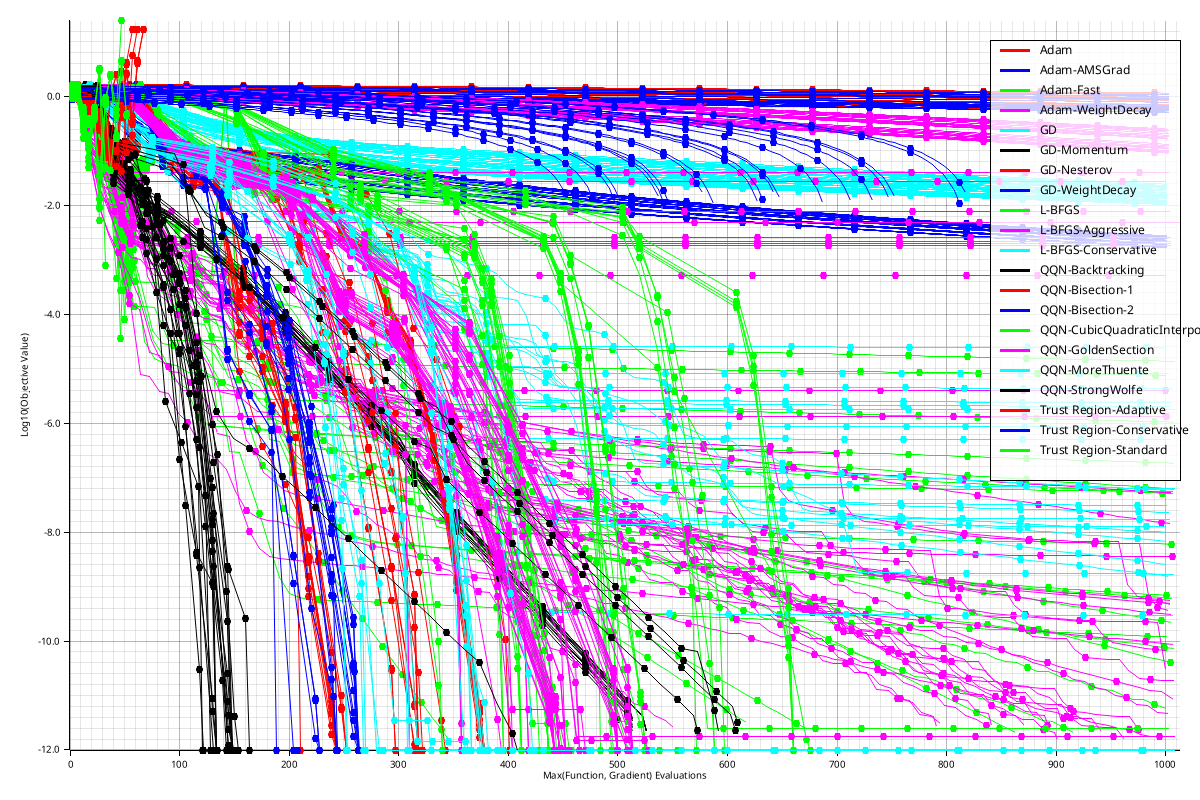 Adam
0.0
Adam-AMSGrad
Adam-Fast
Adam-WeightDecay
GD
GD-Momentum
GD-Nesterov
-2.0
GD-WeightDecay
L-BFGS
L-BFGS-Aggressive
L-BFGS-Conservative
QQN-Backtracking
QQN-Bisection-1
-4.0
QQN-Bisection-2
QQN-CubicQuadraticInterpo
QQN-GoldenSection
QQN-MoreThuente
QQN-StrongWolfe
Trust Region-Adaptive
-6.0
Trust Region-Conservative
Trust Region-Standard
Log10(Objective Value)
-8.0
-10.0
-12.0
0 100 200 300 400 500 600 700 800 900 1000
Max(Function, Gradient) Evaluations